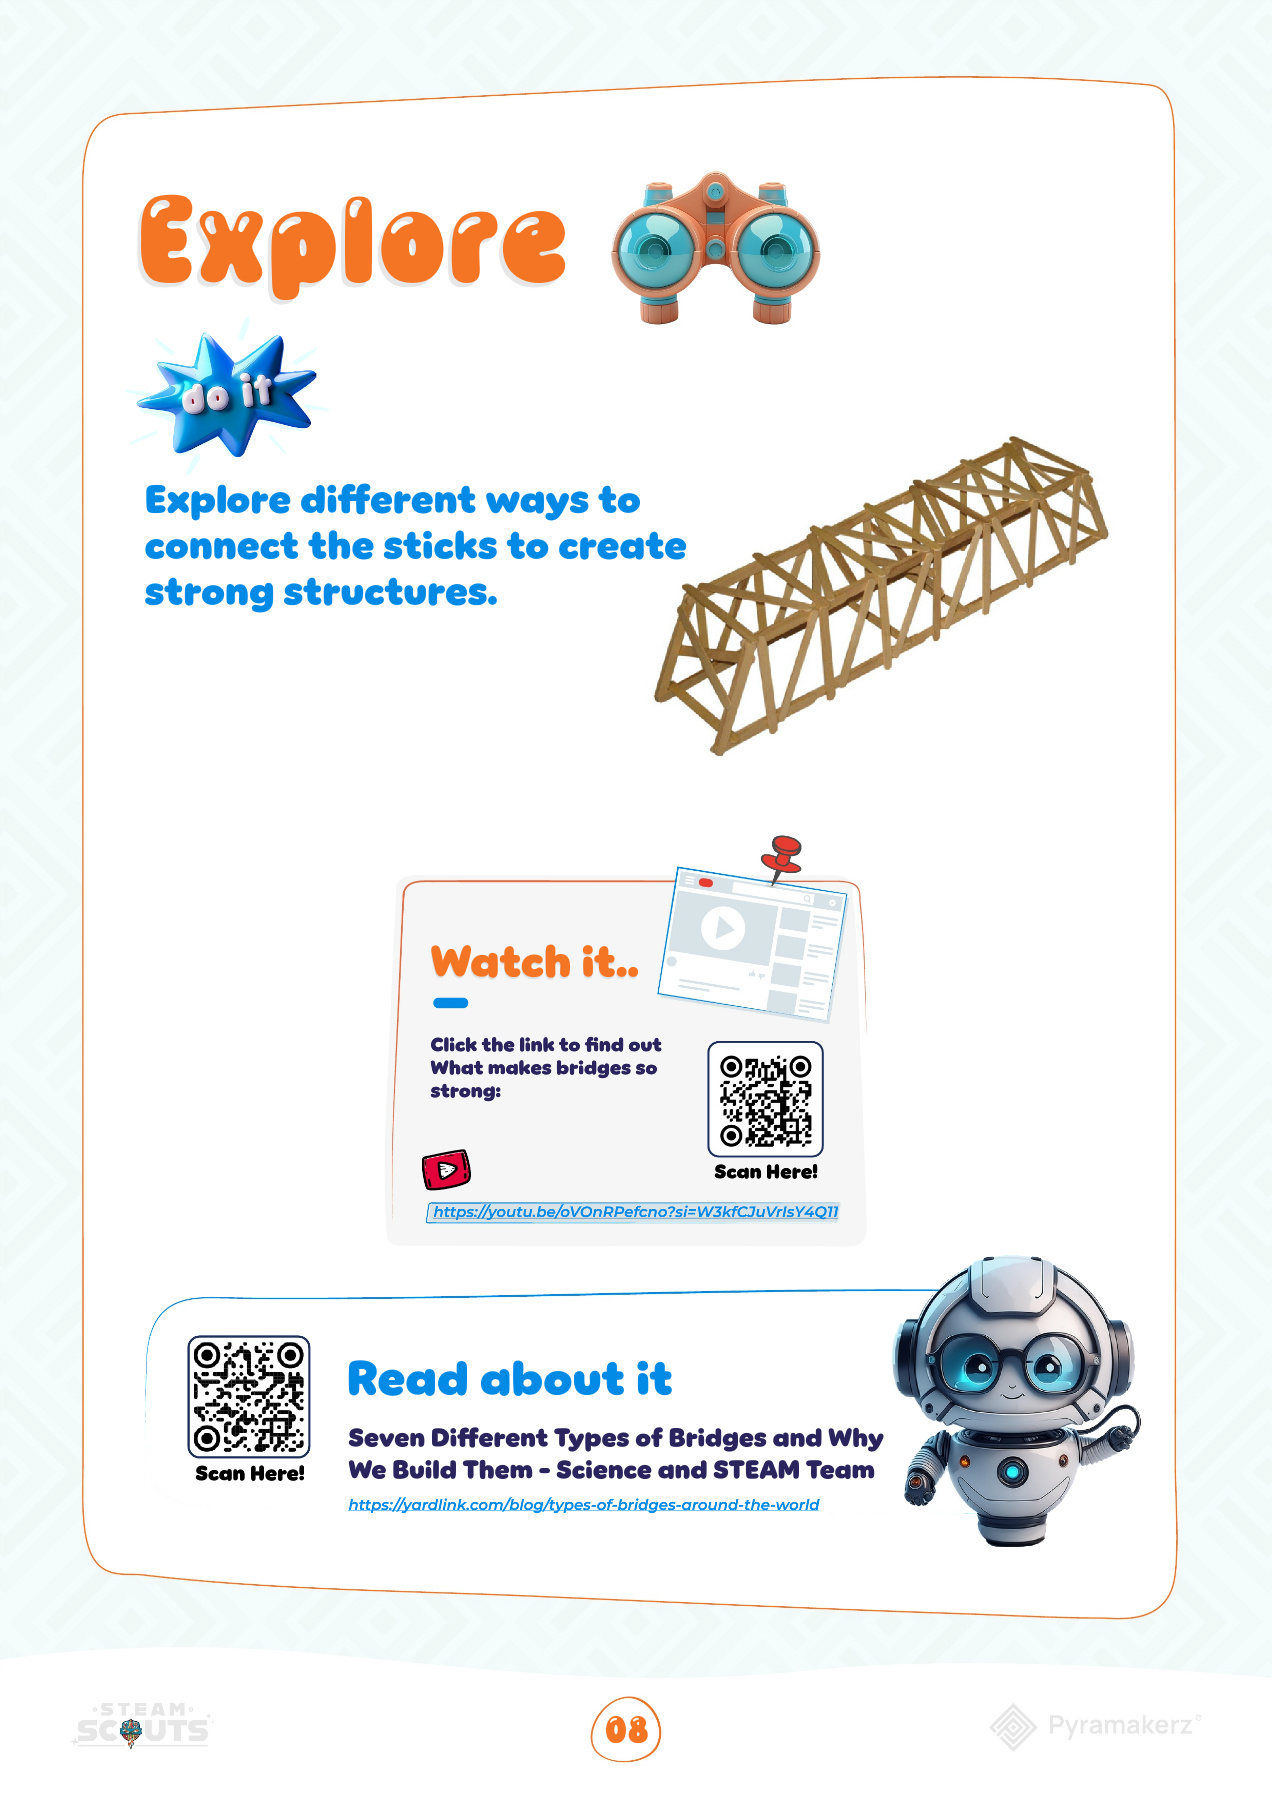 Explore
do it
Explore different ways to
connect the sticks to create
strong structures.
Watch it..
Click the link to find out
What makes bridges so
strong:
Scan Here!
https://youtu.be/oVOnRPefcno?si=W3kfCJuVrIsY4Q11
Read about it
Seven Different Types of Bridges and Why
We Build Them - Science and STEAM Team
Scan Here!
https://yardlink.com/blog/types-of-bridges-around-the-world
STEAM
SCOUTS
08
Pyramakerz